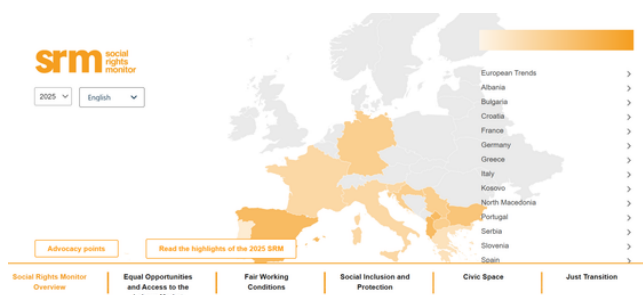 srm social
rights
monitor
2025
English
European Trends
Albania
Bulgaria
Croatia
France
Germany
Greece
Italy
Kosovo
North Macedonia
Portugal
Serbia
Slovenia
Spain
Advocacy points
Read the highlights of the 2025 SRM
Social Rights Monitor
Overview
Equal Opportunities
and Access to the
Fair Working
Conditions
Social Inclusion and
Protection
Civic Space
Just Transition